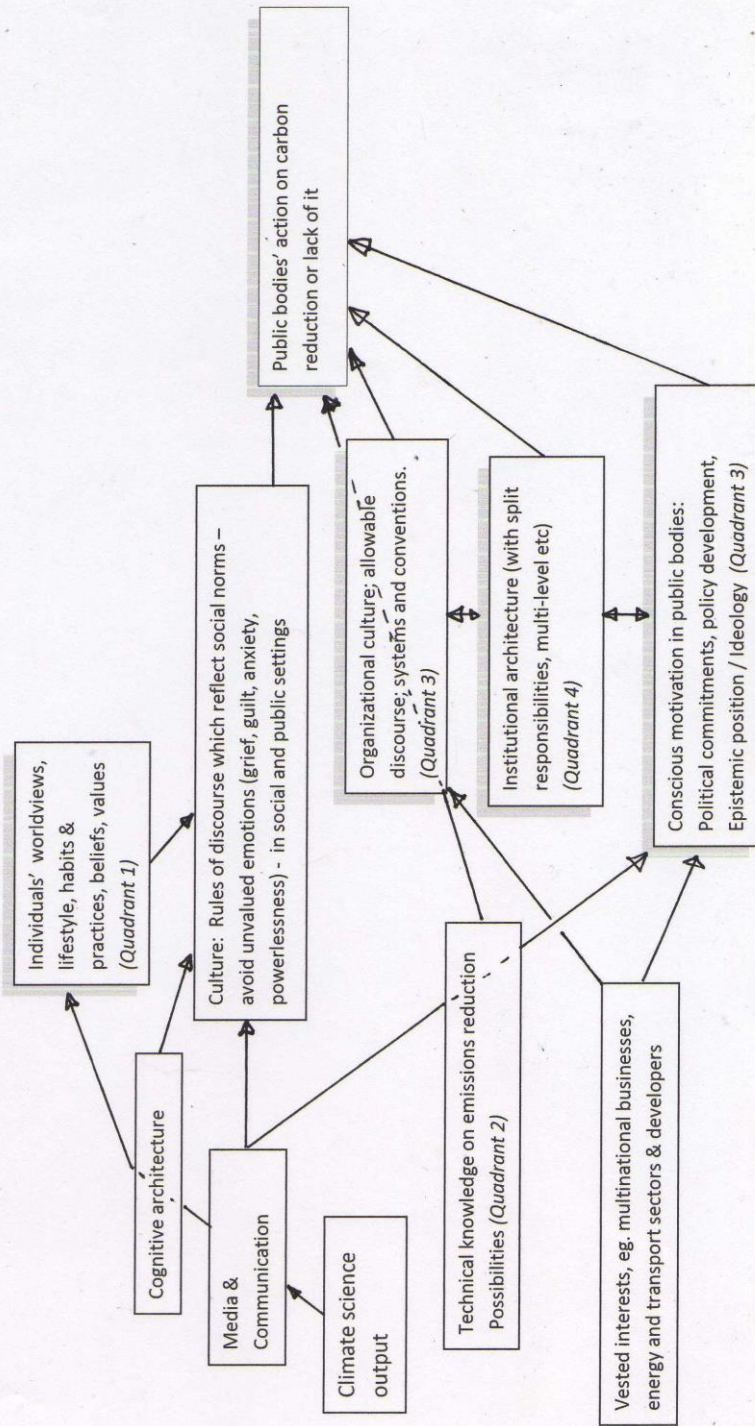 Individuals' worldviews,
lifestyle, habits &
practices, beliefs, values
(Quadrant 1)
Cognitive architecture
Media &
Communication
Climate science
output
Culture:  Rules of discourse which reflect social norms –
avoid unvalued emotions (grief, guilt, anxiety,
powerlessness) -  in social and public settings
Public bodies' action on carbon
reduction or lack of it
Organizational culture; allowable
discourse; systems and conventions.
(Quadrant 3)
Technical knowledge on emissions reduction
Possibilities (Quadrant 2)
Institutional architecture (with split
responsibilities, multi-level etc)
(Quadrant 4)
Vested interests, eg. multinational businesses,
energy and transport sectors & developers
Conscious motivation in public bodies:
Political commitments, policy development,
Epistemic position / Ideology  (Quadrant 3)